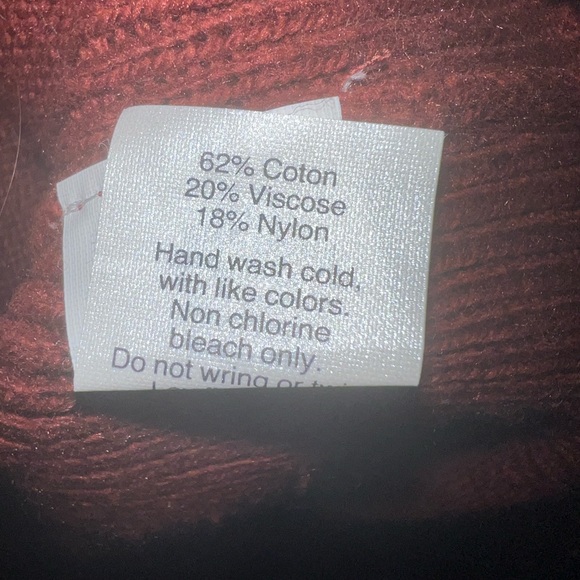 62% Coton
20% Viscose
18% Nylon
Hand wash cold,
with like colors.
Non chlorine
bleach only.
Do not wring or